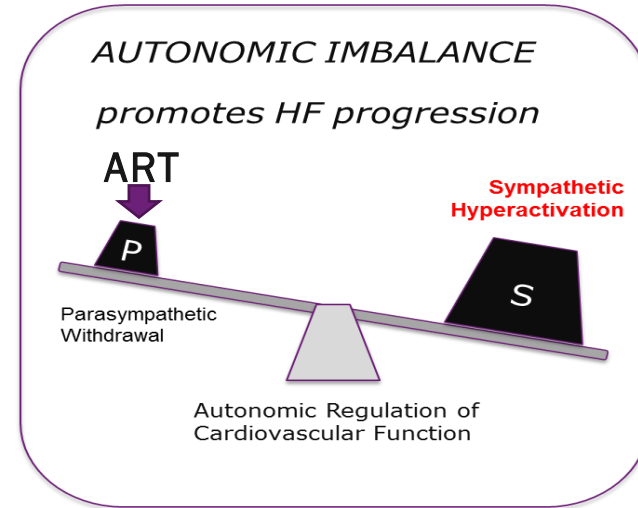 AUTONOMIC IMBALANCE
promotes HF progression
ART
Sympathetic
Hyperactivation
P
S
Parasympathetic
Withdrawal
Autonomic Regulation of
Cardiovascular Function